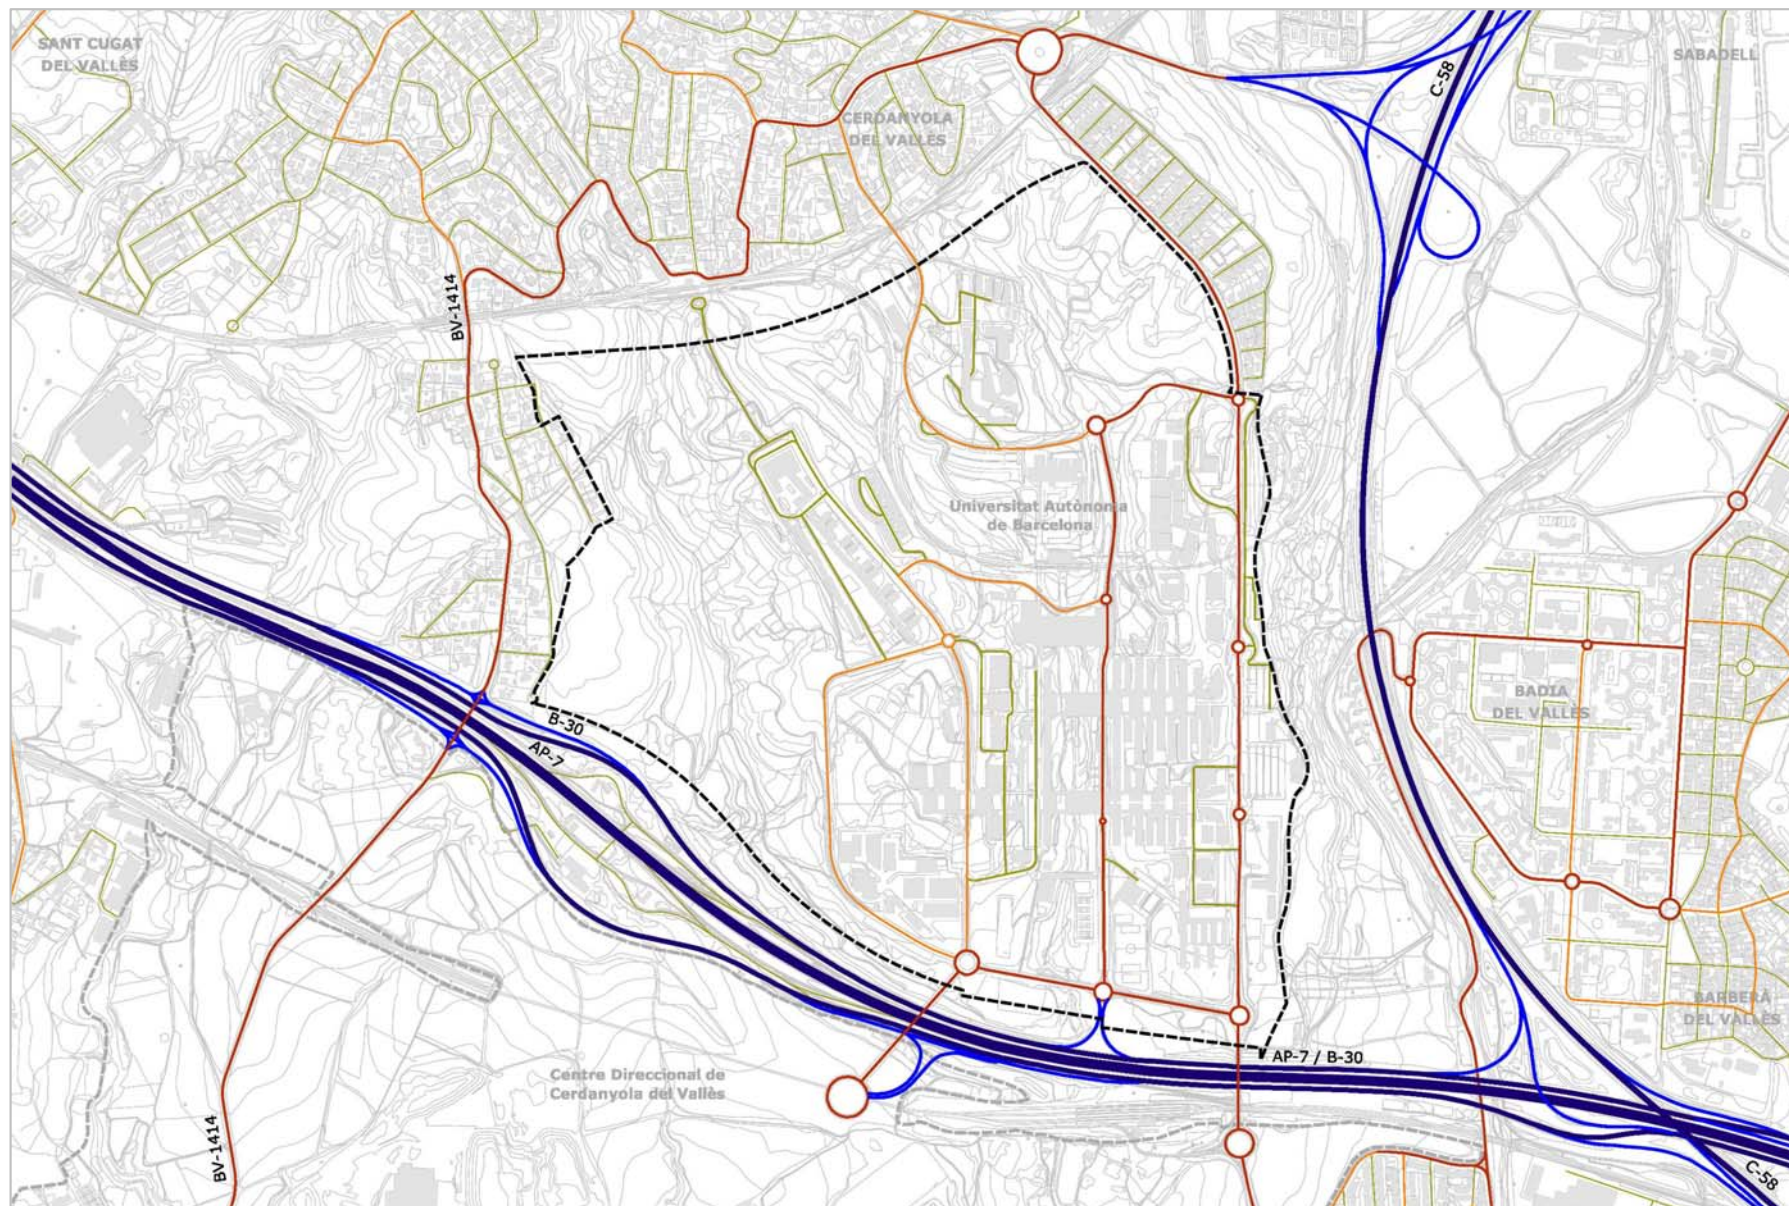 SANT CUGAT
DEL VALLÈS
C-58
SABADELL
CERDANYOLA
DEL VALLÈS
BV-1414
Universitat Autònoma
de Barcelona
BADIA
DEL VALLÈS
B-30
AP-7
BARBERÀ
DEL VALLÈS
AP-7 / B-30
Centre Direccional de
Cerdanyola del Vallès
BV-1414
C-58